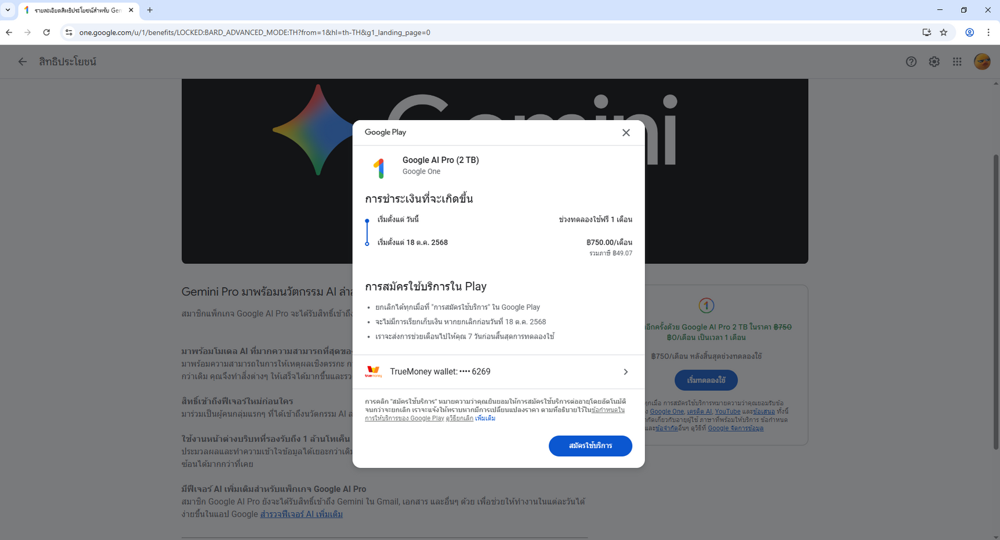 รายละเอียดสิทธิประโยชน์สำหรับ Gen
one.google.com/u/1/benefits/LOCKED:BARD_ADVANCED_MODE:TH?from=1&hl=th-TH&g1_landing_page=0
สิทธิประโยชน์
Gemini
Google Play
Google AI Pro (2 TB)
Google One
การชำระเงินที่จะเกิดขึ้น
เริ่มตั้งแต่ วันนี้ ช่วงทดลองใช้ฟรี 1 เดือน
เริ่มตั้งแต่ 18 ต.ค. 2568 ฿750.00/เดือน
รวมภาษี ฿49.07
การสมัครใช้บริการใน Play
• ยกเลิกได้ทุกเมื่อที่ "การสมัครใช้บริการ" ใน Google Play
• จะไม่มีการเรียกเก็บเงิน หากยกเลิกก่อนวันที่ 18 ต.ค. 2568
• เราจะส่งการช่วยเตือนไปให้คุณ 7 วันก่อนสิ้นสุดการทดลองใช้
true money
TrueMoney wallet: •••• 6269
การคลิก "สมัครใช้บริการ" หมายความว่าคุณยินยอมให้การสมัครใช้บริการต่ออายุโดยอัตโนมัติ
จนกว่าจะยกเลิก เราจะแจ้งให้ทราบหากมีการเปลี่ยนแปลงราคา ตามที่อธิบายไว้ในข้อกำหนดใน
การให้บริการของ Google Play ดูวิธียกเลิก เพิ่มเติม
สมัครใช้บริการ
Gemini Pro มาพร้อมนวัตกรรม AI ล่า
สมาชิกแพ็กเกจ Google AI Pro จะได้รับสิทธิ์เข้าถึง
มาพร้อมโมเดล AI ที่มากความสามารถที่สุดของ
มาพร้อมความสามารถในการให้เหตุผลเชิงตรรกะ ก
กว่าเดิม คุณจึงทำสิ่งต่างๆ ให้เสร็จได้มากขึ้นและรว
สิทธิ์เข้าถึงฟีเจอร์ใหม่ก่อนใคร
มาร่วมเป็นผู้คนกลุ่มแรกๆ ที่ได้เข้าถึงนวัตกรรม AI ล
ใช้งานหน้าต่างบริบทที่รองรับถึง 1 ล้านโทเค็น
ประมวลผลและทำความเข้าใจข้อมูลได้เยอะกว่าเดิม
ซ้อนได้มากกว่าที่เคย
มีฟีเจอร์ AI เพิ่มเติมสำหรับแพ็กเกจ Google AI Pro
สมาชิก Google AI Pro ยังจะได้รับสิทธิ์เข้าถึง Gemini ใน Gmail, เอกสาร และอื่นๆ ด้วย เพื่อช่วยให้ทำงานในแต่ละวันได้
ง่ายขึ้นในแอป Google สำรวจฟีเจอร์ AI เพิ่มเติม
อีกครั้งด้วย Google AI Pro 2 TB ในราคา ฿750
฿0/เดือน เป็นเวลา 1 เดือน
฿750/เดือน หลังสิ้นสุดช่วงทดลองใช้
เริ่มทดลองใช้
ทุกเมื่อ การสมัครใช้บริการหมายความว่าคุณยอมรับข้อ
ง Google One, เครดิต AI, YouTube และข้อเสนอ ทั้งนี้
กัดเกี่ยวกับอายุผู้ใช้ ภาษาที่พร้อมให้บริการ ข้อกำหนด
และข้อจำกัดอื่นๆ ดูวิธีที่ Google จัดการข้อมูล